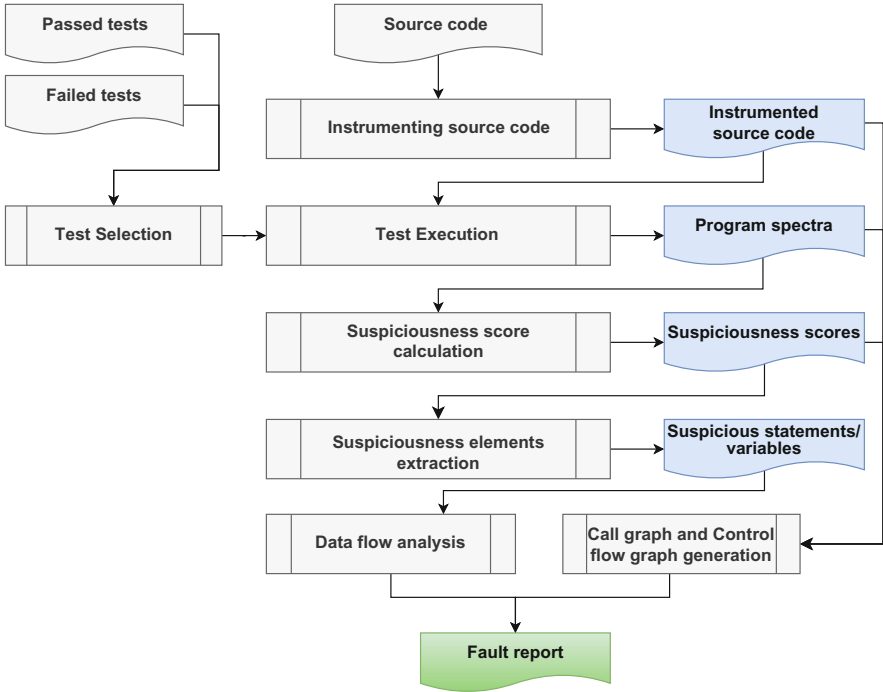 Passed tests
Source code
Failed tests
Instrumenting source code
Instrumented
source code
Test Selection
Test Execution
Program spectra
Suspiciousness score
calculation
Suspiciousness scores
Suspiciousness elements
extraction
Suspicious statements/
variables
Data flow analysis
Call graph and Control
flow graph generation
Fault report